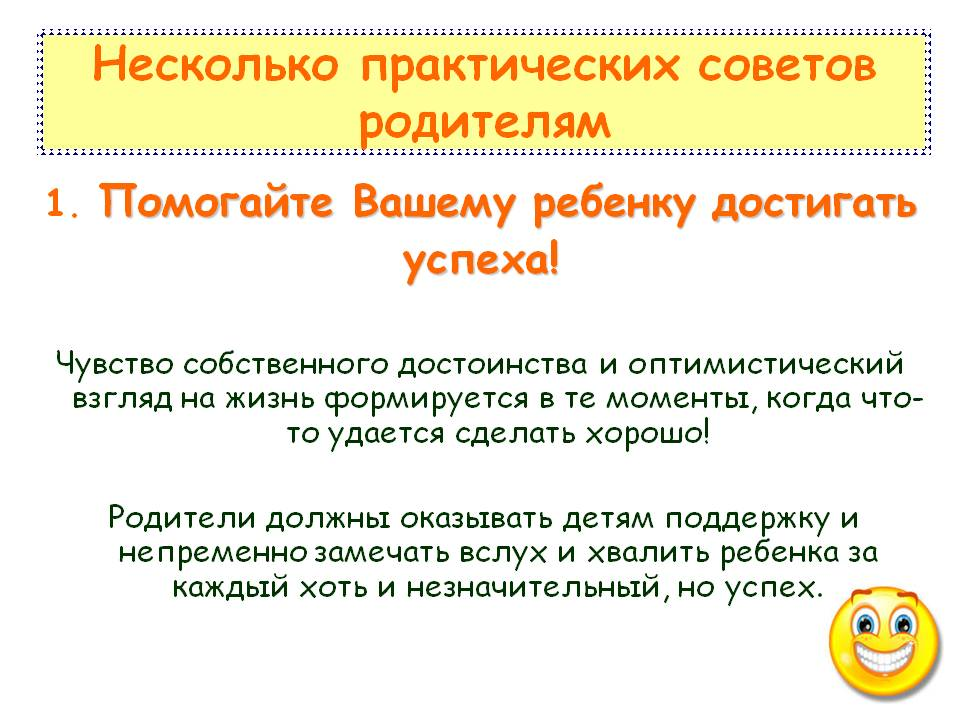 Несколько практических советов
родителям
1. Помогайте Вашему ребенку достигать
успеха!
Чувство собственного достоинства и оптимистический
взгляд на жизнь формируется в те моменты, когда что-
то удается сделать хорошо!
Родители должны оказывать детям поддержку и
непременно замечать вслух и хвалить ребенка за
каждый хоть и незначительный, но успех.